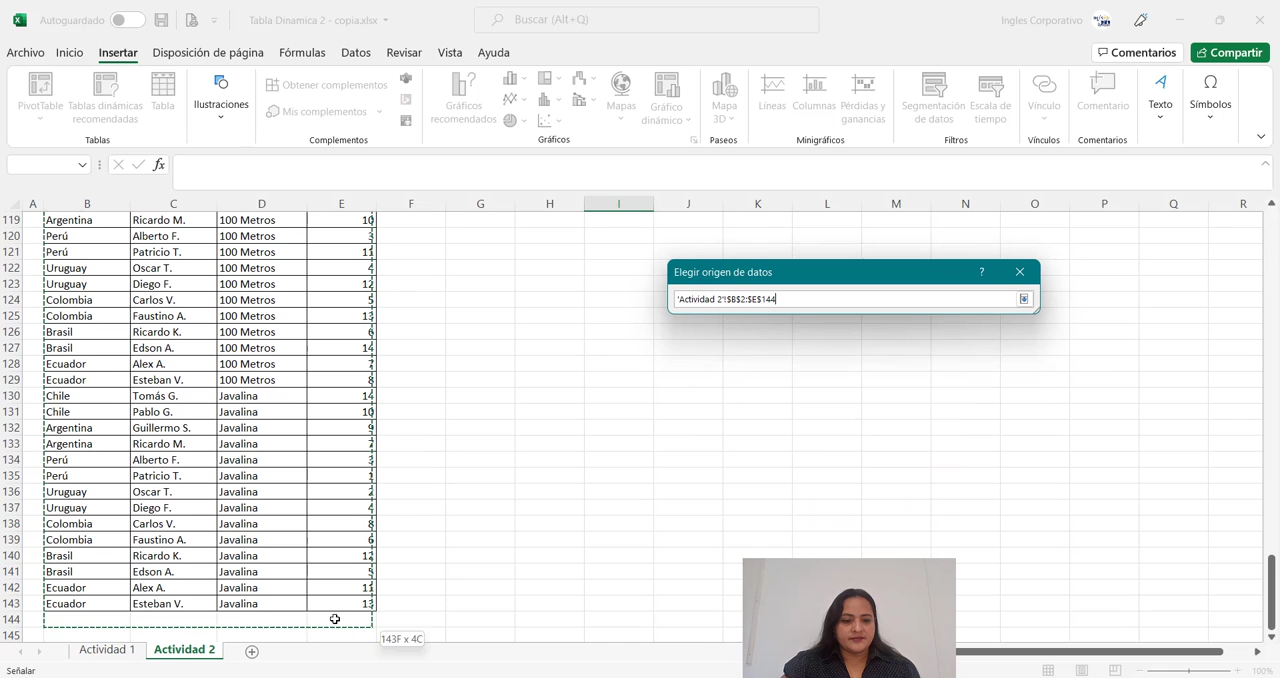 Autoguardado Tabla Dinamica 2 - copia.xlsx Buscar (Alt+Q) Ingles Corporativo
Archivo Inicio Insertar Disposición de página Fórmulas Datos Revisar Vista Ayuda Comentarios Compartir
PivotTable Tablas dinámicas recomendadas Tabla Ilustraciones Obtener complementos Mis complementos Gráficos recomendados Mapas Gráfico dinámico Mapa 3D Líneas Columnas Pérdidas y ganancias Segmentación de datos Escala de tiempo Vínculo Comentario Texto Símbolos
Tablas Complementos Gráficos Paseos Minigráficos Filtros Vínculos Comentarios
fx
A B C D E F G H I J K L M N O P Q R
119 Argentina Ricardo M. 100 Metros 10
120 Perú Alberto F. 100 Metros 3
121 Perú Patricio T. 100 Metros 11
122 Uruguay Oscar T. 100 Metros 4
123 Uruguay Diego F. 100 Metros 12
124 Colombia Carlos V. 100 Metros 5
125 Colombia Faustino A. 100 Metros 13
126 Brasil Ricardo K. 100 Metros 6
127 Brasil Edson A. 100 Metros 14
128 Ecuador Alex A. 100 Metros 7
129 Ecuador Esteban V. 100 Metros 8
130 Chile Tomás G. Javalina 14
131 Chile Pablo G. Javalina 10
132 Argentina Guillermo S. Javalina 9
133 Argentina Ricardo M. Javalina 7
134 Perú Alberto F. Javalina 3
135 Perú Patricio T. Javalina 1
136 Uruguay Oscar T. Javalina 2
137 Uruguay Diego F. Javalina 4
138 Colombia Carlos V. Javalina 8
139 Colombia Faustino A. Javalina 6
140 Brasil Ricardo K. Javalina 12
141 Brasil Edson A. Javalina 5
142 Ecuador Alex A. Javalina 11
143 Ecuador Esteban V. Javalina 13
144
145
Elegir origen de datos ?
'Actividad 2'!$B$2:$E$144
143F x 4C
Actividad 1 Actividad 2
Señalar 100%